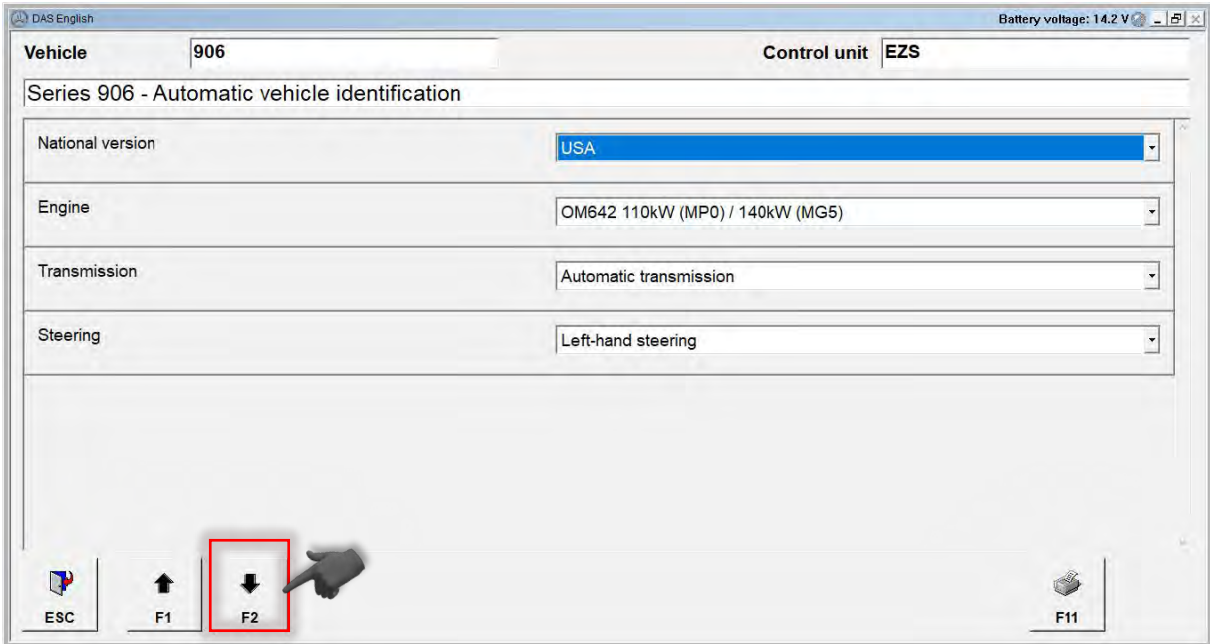 DAS English Battery voltage: 14.2 V
Vehicle 906 Control unit EZS
Series 906 - Automatic vehicle identification
National version USA
Engine OM642 110kW (MP0) / 140kW (MG5)
Transmission Automatic transmission
Steering Left-hand steering
ESC F1 F2 F11